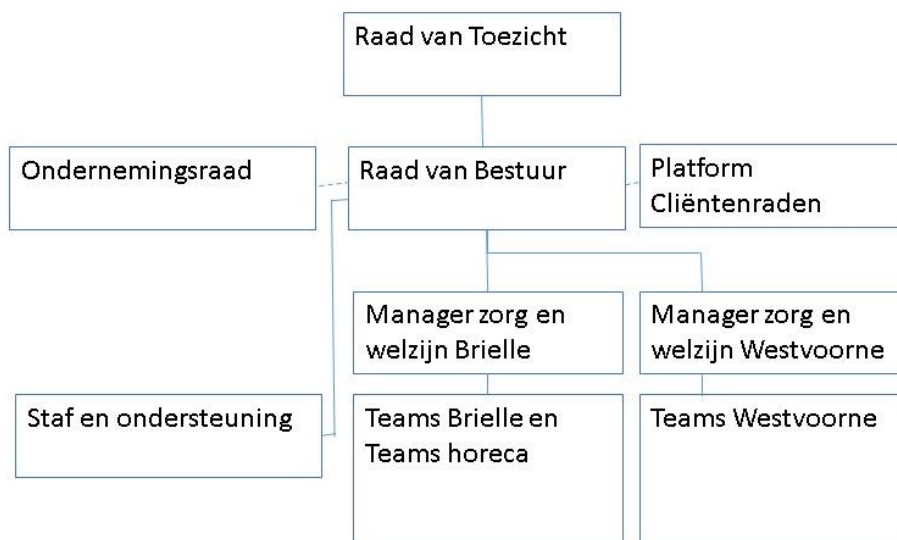 Raad van Toezicht
Ondernemingsraad
Raad van Bestuur
Platform
Cliëntenraden
Manager zorg en
welzijn Brielle
Manager zorg en
welzijn Westvoorne
Staf en ondersteuning
Teams Brielle en
Teams horeca
Teams Westvoorne